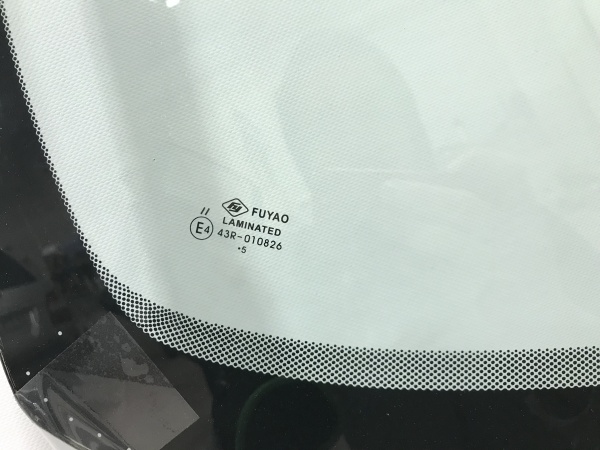 FUYAO
LAMINATED
II
E4 43R-010826
.5